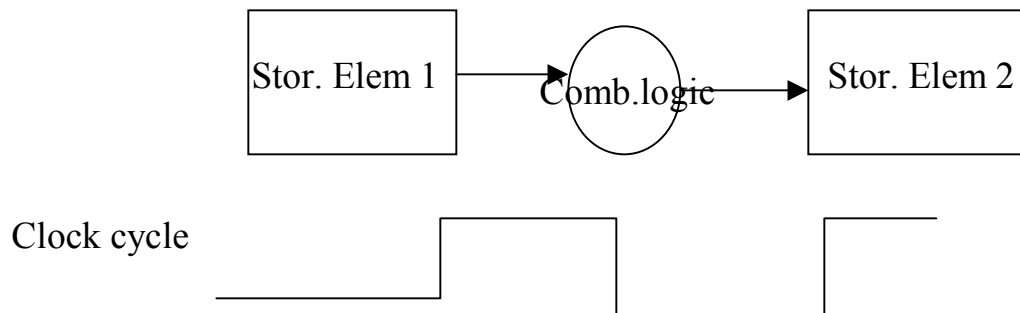 Stor. Elem 1
Comb.logic
Stor. Elem 2
Clock cycle